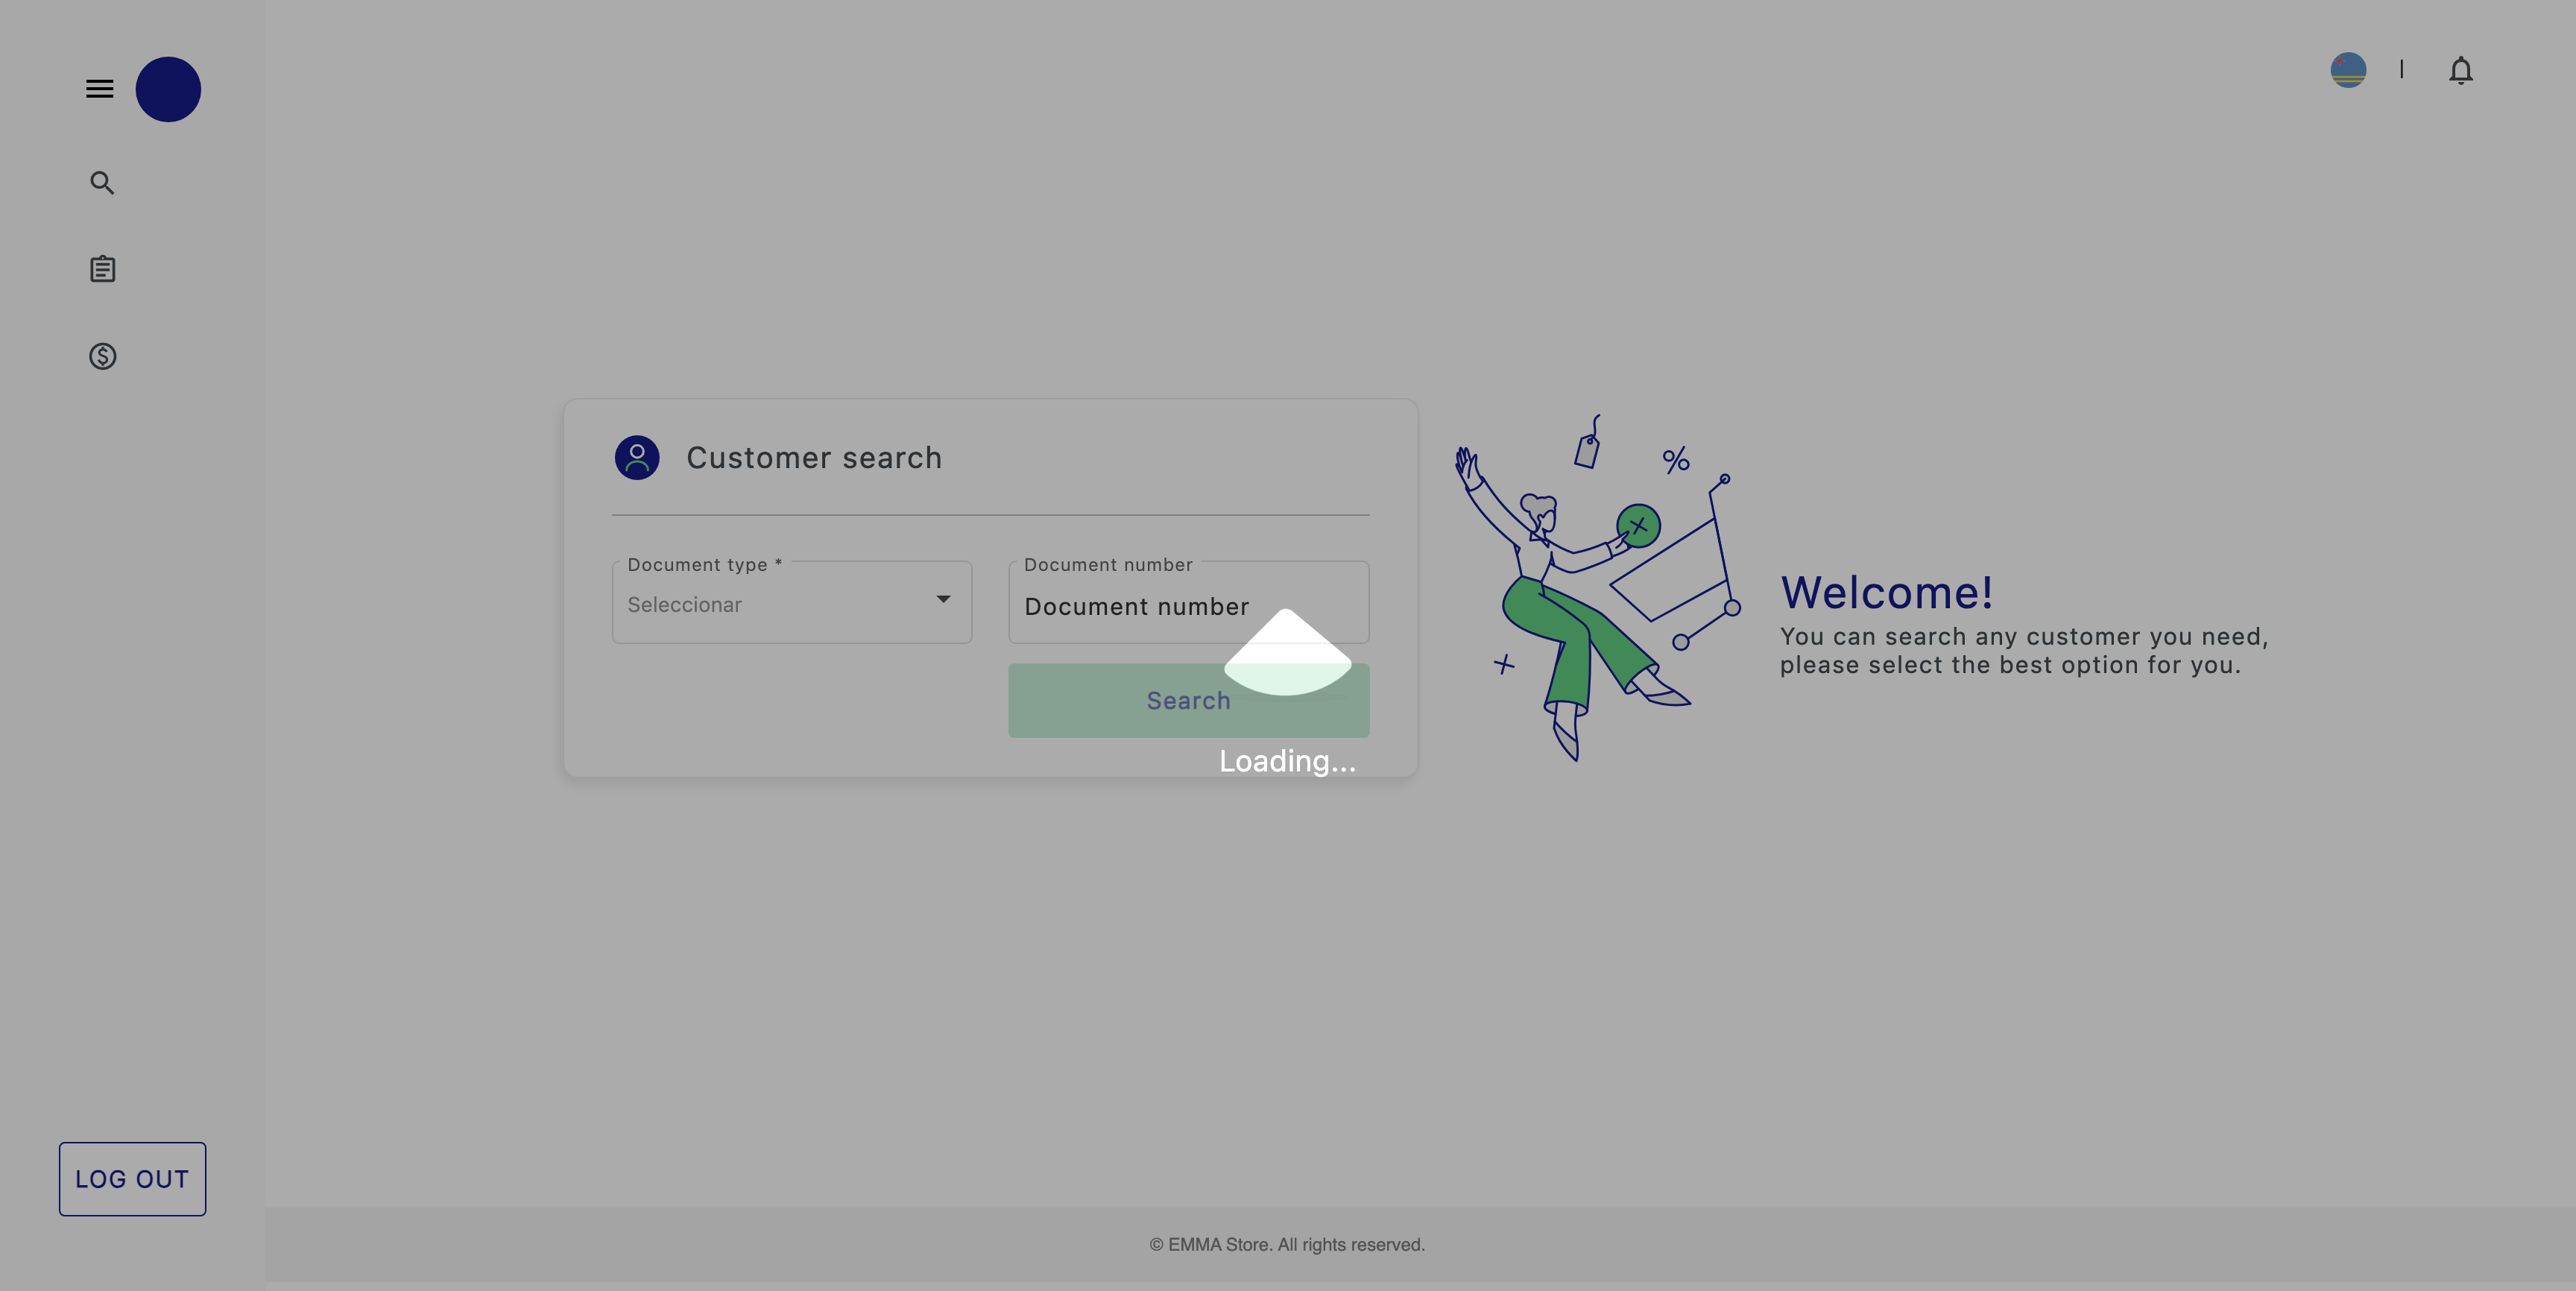 Customer search
Document type *
Seleccionar
Document number
Document number
Search
Loading...
Welcome!
You can search any customer you need,
please select the best option for you.
LOG OUT
© EMMA Store. All rights reserved.